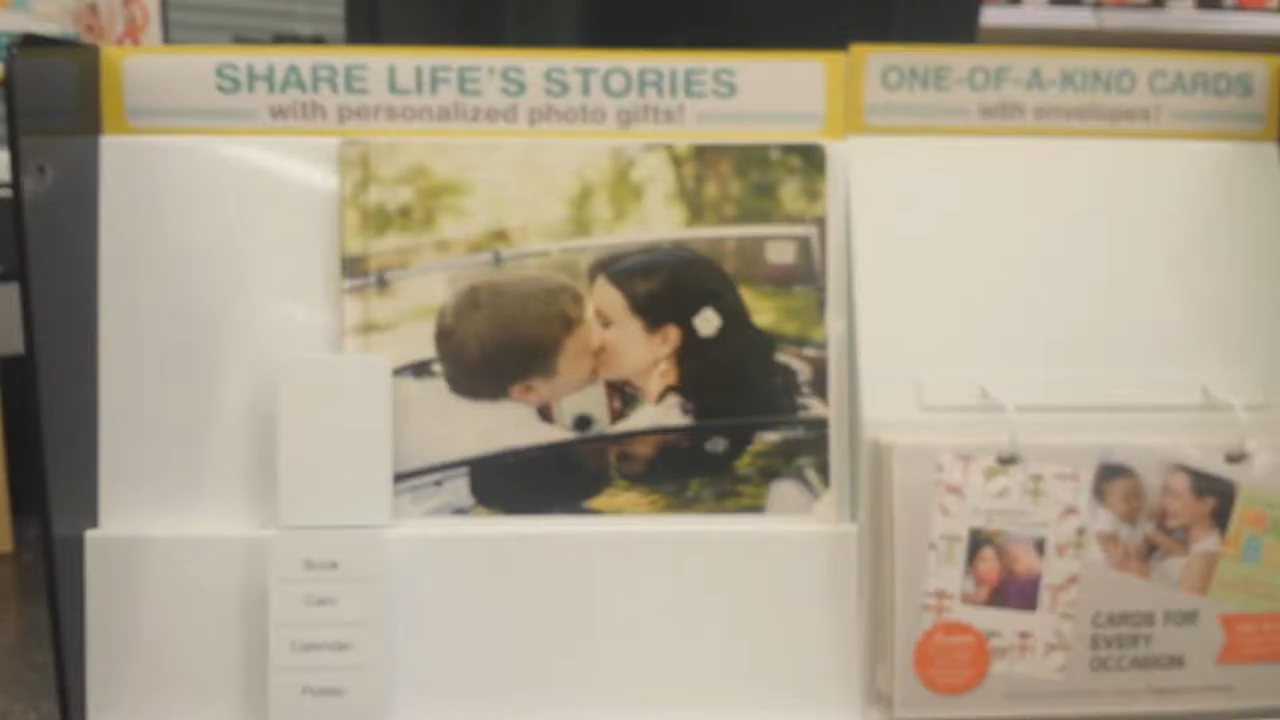 SHARE LIFE'S STORIES
with personalized photo gifts!
ONE-OF-A-KIND CARDS
with envelopes!
Book
Card
Calendar
CARDS FOR
EVERY
OCCASION